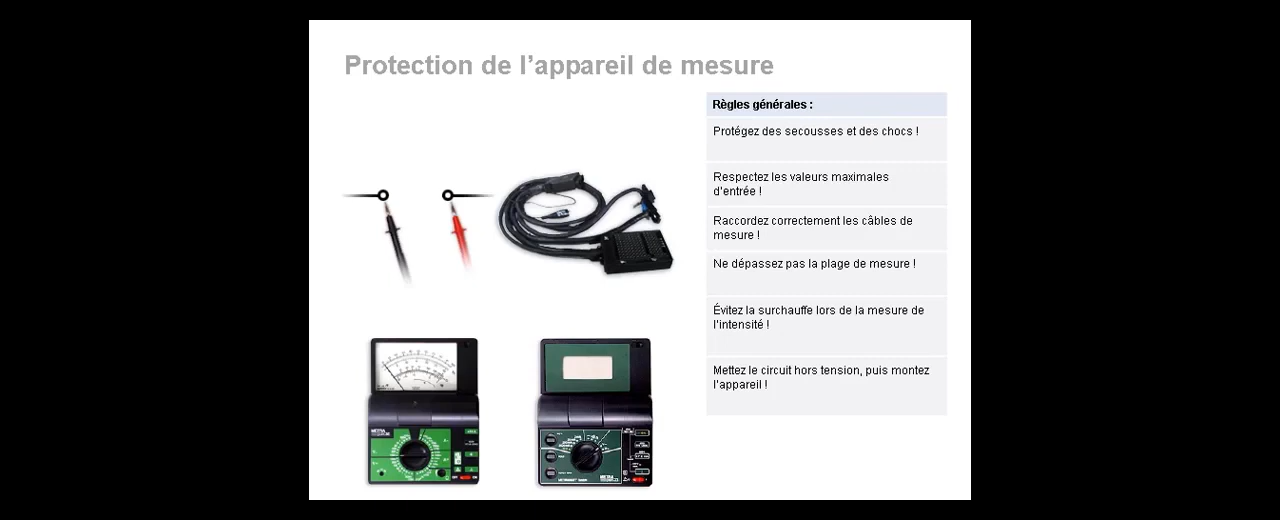 Protection de l’appareil de mesure
Règles générales :
Protégez des secousses et des chocs !
Respectez les valeurs maximales
d’entrée !
Raccordez correctement les câbles de
mesure !
Ne dépassez pas la plage de mesure !
Évitez la surchauffe lors de la mesure de
l’intensité !
Mettez le circuit hors tension, puis montez
l’appareil !
METRA
METRA